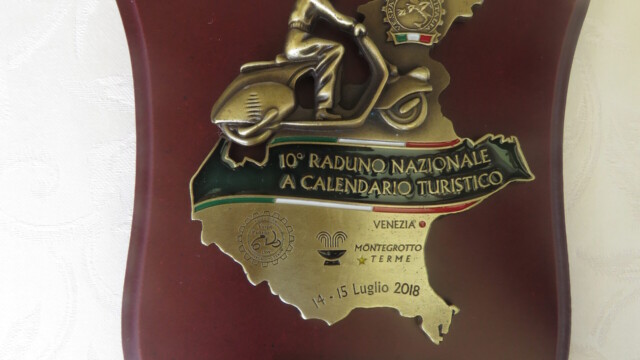 10° RADUNO NAZIONALE
A CALENDARIO TURISTICO
VENEZIA
MONTEGROTTO
TERME
14 - 15 Luglio 2018